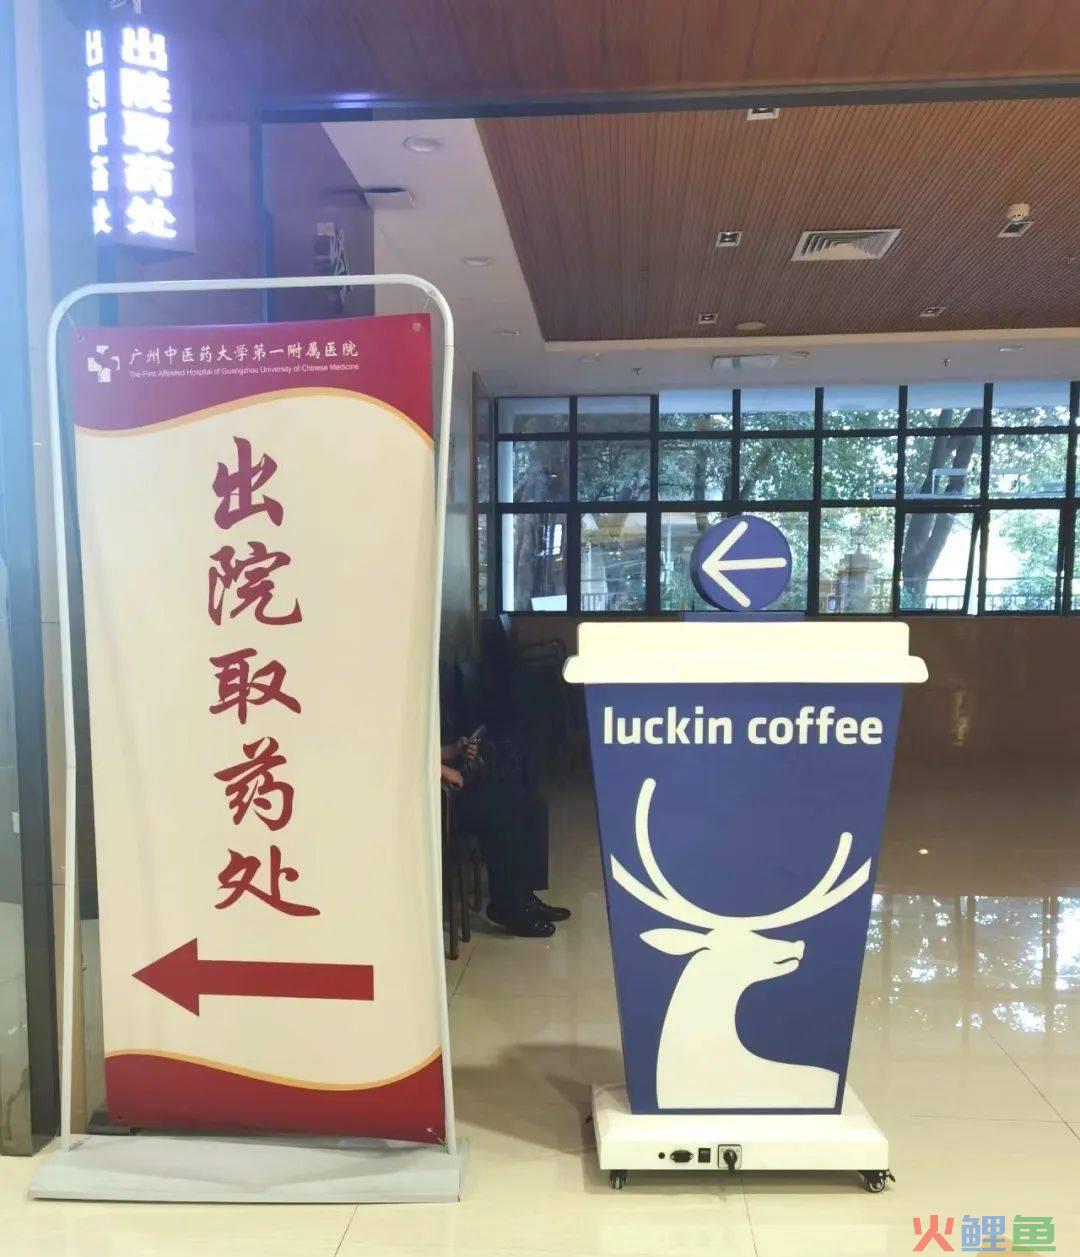 出院取药处
广州中医药大学第一附属医院
The First Affilated Hospital of Guangzhou University of Chinese Medicine
出院取药处
luckin coffee
火鲤鱼